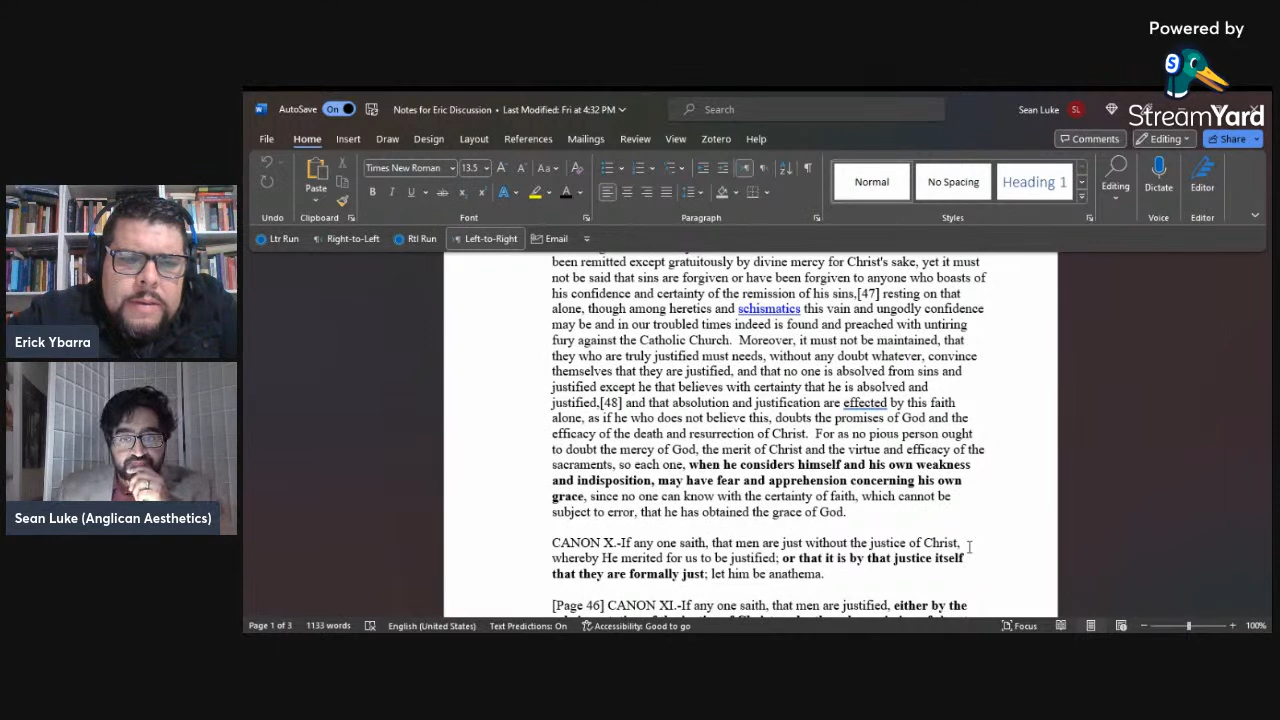 Powered by
StreamYard
AutoSave On Notes for Eric Discussion • Last Modified: Fri at 4:32 PM Search Sean Luke SL
File Home Insert Draw Design Layout References Mailings Review View Zotero Help Comments Editing Share
Times New Roman 13.5 Aa
Paste B I U ab Normal No Spacing Heading 1 Editing Dictate Editor
Undo Clipboard Font Paragraph Styles Voice Editor
Ltr Run Right-to-Left Rtl Run Left-to-Right Email
been remitted except gratuitously by divine mercy for Christ's sake, yet it must
not be said that sins are forgiven or have been forgiven to anyone who boasts of
his confidence and certainty of the remission of his sins,[47] resting on that
alone, though among heretics and schismatics this vain and ungodly confidence
may be and in our troubled times indeed is found and preached with untiring
fury against the Catholic Church. Moreover, it must not be maintained, that
they who are truly justified must needs, without any doubt whatever, convince
themselves that they are justified, and that no one is absolved from sins and
justified except he that believes with certainty that he is absolved and
justified,[48] and that absolution and justification are effected by this faith
alone, as if he who does not believe this, doubts the promises of God and the
efficacy of the death and resurrection of Christ. For as no pious person ought
to doubt the mercy of God, the merit of Christ and the virtue and efficacy of the
sacraments, so each one, when he considers himself and his own weakness
and indisposition, may have fear and apprehension concerning his own
grace, since no one can know with the certainty of faith, which cannot be
subject to error, that he has obtained the grace of God.
CANON X.-If any one saith, that men are just without the justice of Christ,
whereby He merited for us to be justified; or that it is by that justice itself
that they are formally just; let him be anathema.
[Page 46] CANON XI.-If any one saith, that men are justified, either by the
Page 1 of 3 1133 words English (United States) Text Predictions: On Accessibility: Good to go Focus 100%
Erick Ybarra
Sean Luke (Anglican Aesthetics)